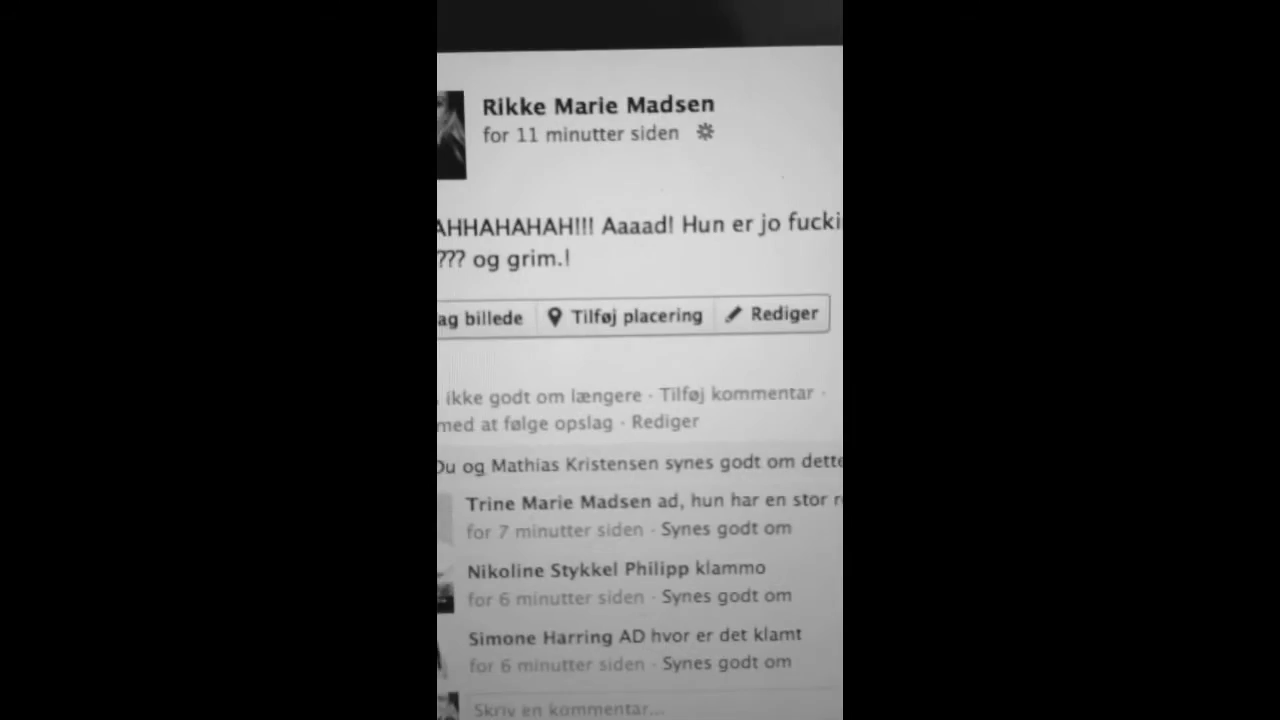 Rikke Marie Madsen
for 11 minutter siden
AHHAHAHAH!!! Aaaad! Hun er jo fucki
??? og grim.!
ag billede Tilføj placering Rediger
ikke godt om længere · Tilføj kommentar ·
med at følge opslag · Rediger
Du og Mathias Kristensen synes godt om dette
Trine Marie Madsen ad, hun har en stor
for 7 minutter siden · Synes godt om
Nikoline Stykkel Philipp klammo
for 6 minutter siden · Synes godt om
Simone Harring AD hvor er det klamt
for 6 minutter siden · Synes godt om
Skriv en kommentar...